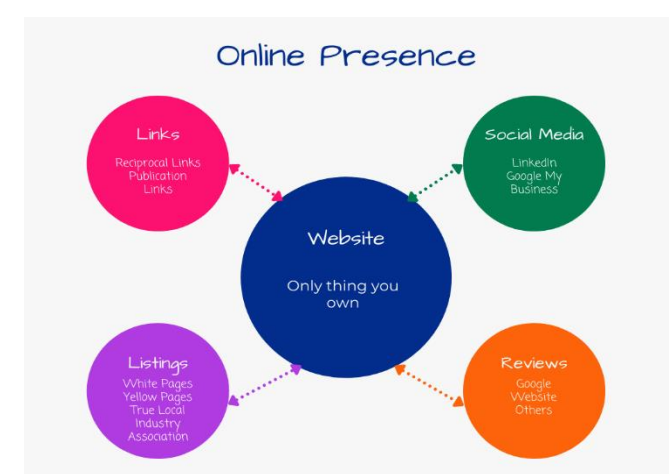 Online Presence
Links
Reciprocal Links
Publication
Links
Social Media
LinkedIn
Google My
Business
Website
Only thing you
own
Listings
White Pages
Yellow Pages
True Local
Industry
Association
Reviews
Google
Website
Others